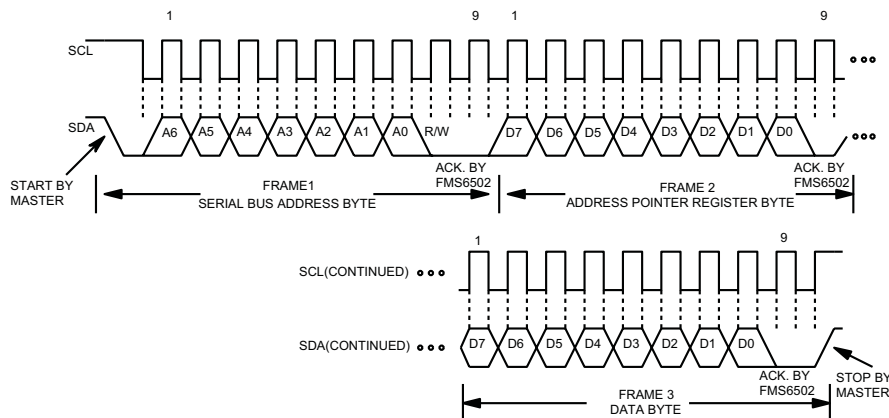 1 9 1 9
SCL
SDA A6 A5 A4 A3 A2 A1 A0 R/W D7 D6 D5 D4 D3 D2 D1 D0
START BY
MASTER
FRAME1
SERIAL BUS ADDRESS BYTE
ACK. BY
FMS6502
FRAME 2
ADDRESS POINTER REGISTER BYTE
ACK. BY
FMS6502
1 9
SCL(CONTINUED)
SDA(CONTINUED) D7 D6 D5 D4 D3 D2 D1 D0
ACK. BY
FMS6502
STOP BY
MASTER
FRAME 3
DATA BYTE